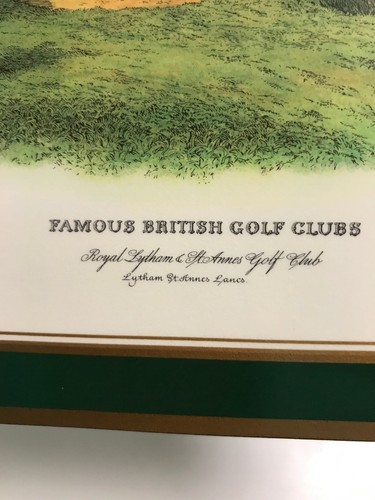 FAMOUS BRITISH GOLF CLUBS
Royal Lytham & St Annes Golf Club
Lytham St Annes Lancs.